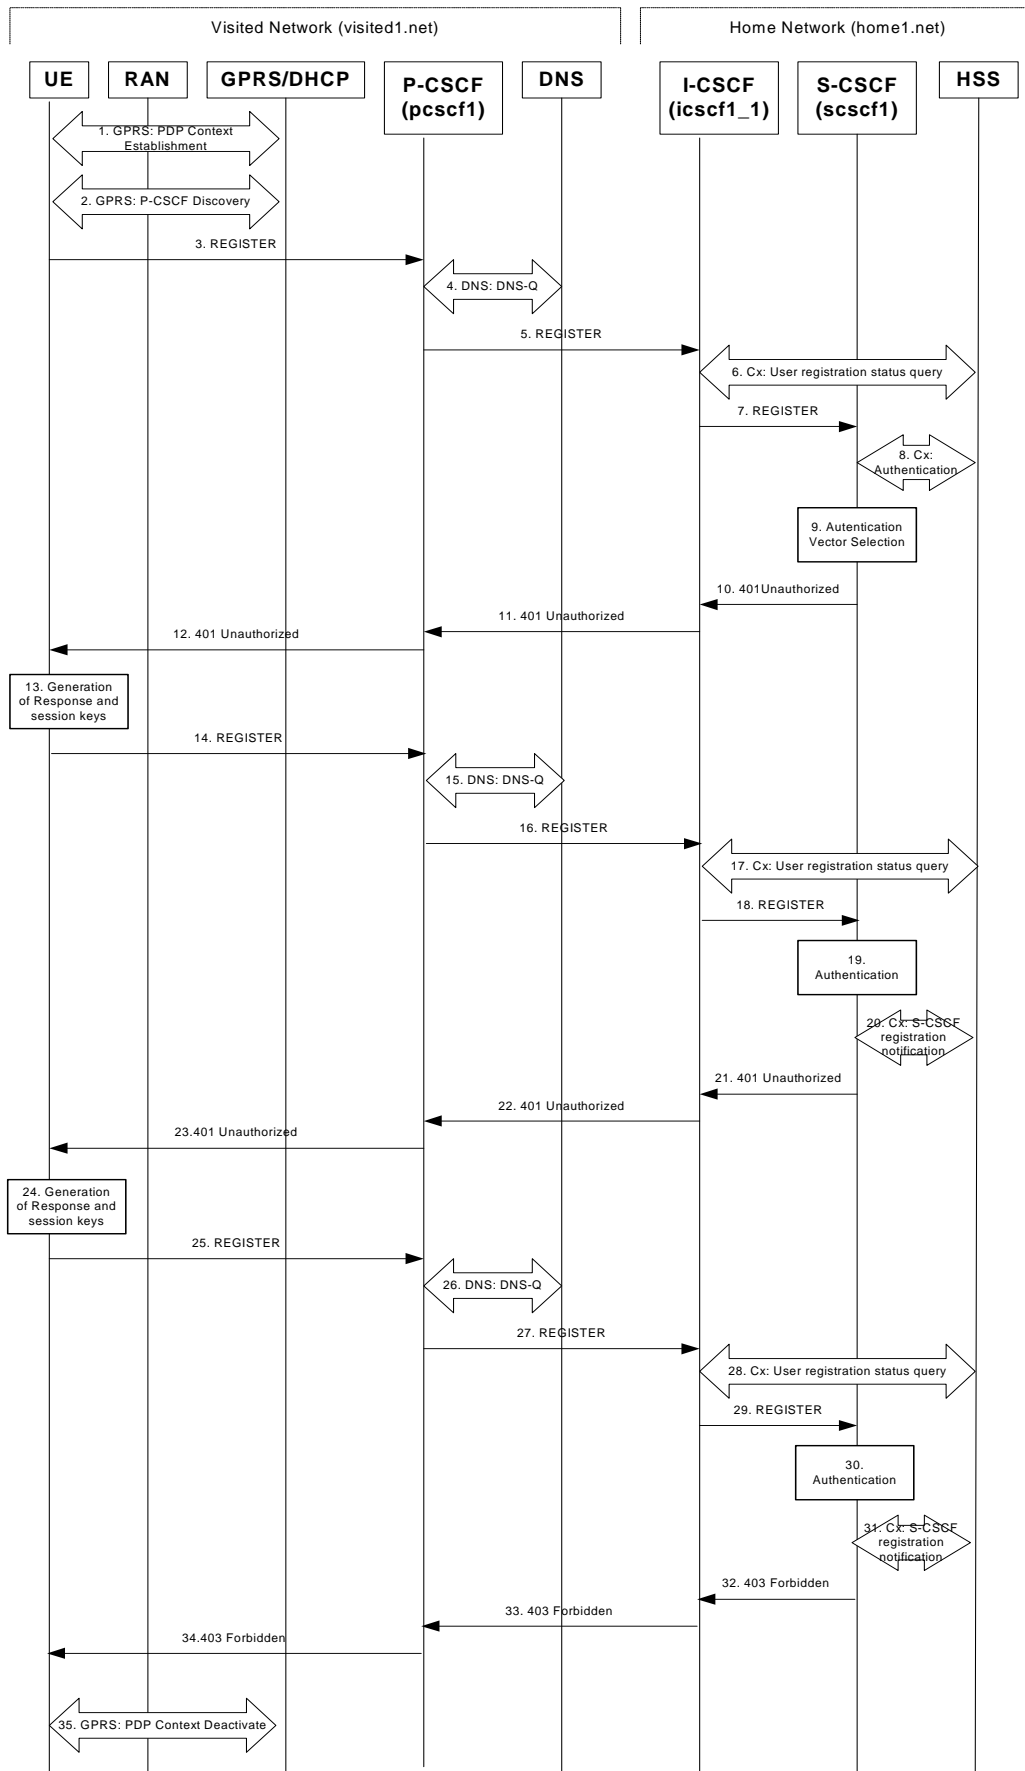 Visited Network (visited1.net)
Home Network (home1.net)
UE
RAN
GPRS/DHCP
P-CSCF
(pcscf1)
DNS
I-CSCF
(icscf1_1)
S-CSCF
(scscf1)
HSS
1. GPRS: PDP Context
Establishment
2. GPRS: P-CSCF Discovery
3. REGISTER
4. DNS: DNS-Q
5. REGISTER
6. Cx: User registration status query
7. REGISTER
8. Cx:
Authentication
9. Autentication
Vector Selection
10. 401Unauthorized
11. 401 Unauthorized
12. 401 Unauthorized
13. Generation
of Response and
session keys
14. REGISTER
15. DNS: DNS-Q
16. REGISTER
17. Cx: User registration status query
18. REGISTER
19.
Authentication
20. Cx: S-CSCF
registration
notification
21. 401 Unauthorized
22. 401 Unauthorized
23.401 Unauthorized
24. Generation
of Response and
session keys
25. REGISTER
26. DNS: DNS-Q
27. REGISTER
28. Cx: User registration status query
29. REGISTER
30.
Authentication
31. Cx: S-CSCF
registration
notification
32. 403 Forbidden
33. 403 Forbidden
34.403 Forbidden
35. GPRS: PDP Context Deactivate